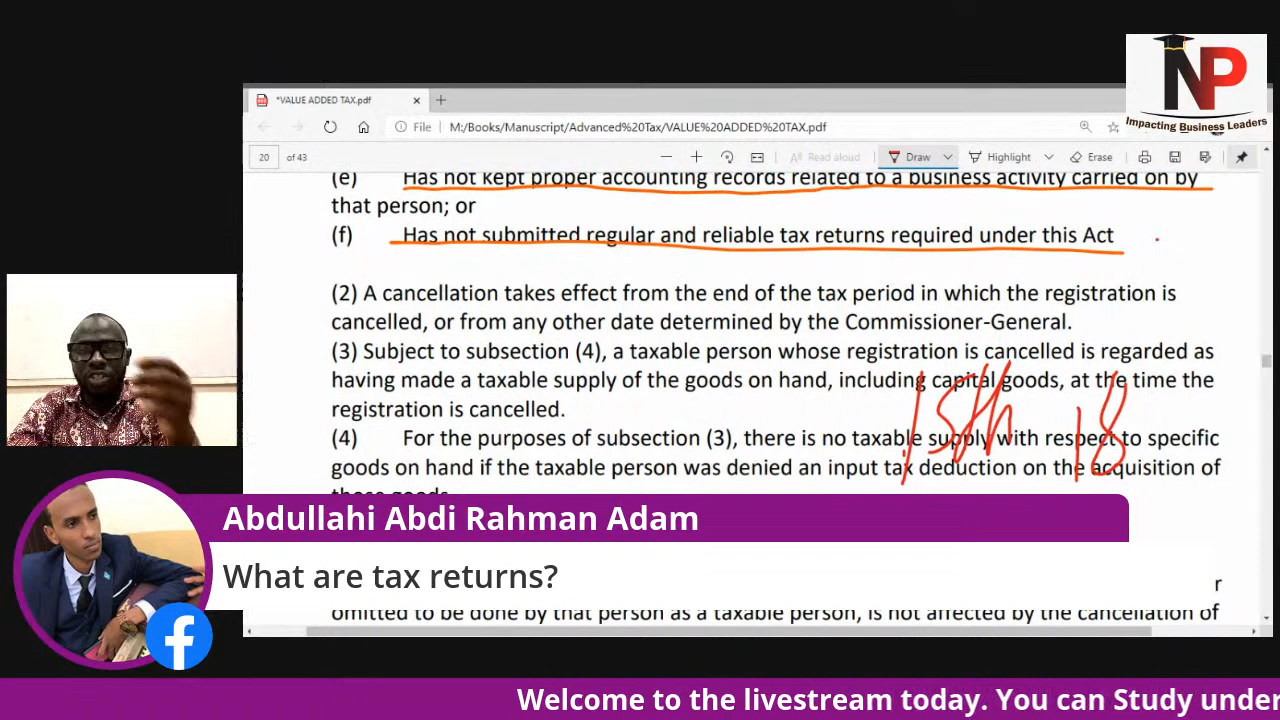 NP
Impacting Business Leaders
*VALUE ADDED TAX.pdf
File M:/Books/Manuscript/Advanced%20Tax/VALUE%20ADDED%20TAX.pdf
20 of 43 Read aloud Draw Highlight Erase
(e) Has not kept proper accounting records related to a business activity carried on by
that person; or
(f) Has not submitted regular and reliable tax returns required under this Act
(2) A cancellation takes effect from the end of the tax period in which the registration is
cancelled, or from any other date determined by the Commissioner-General.
(3) Subject to subsection (4), a taxable person whose registration is cancelled is regarded as
having made a taxable supply of the goods on hand, including capital goods, at the time the
registration is cancelled.
15th 18
(4) For the purposes of subsection (3), there is no taxable supply with respect to specific
goods on hand if the taxable person was denied an input tax deduction on the acquisition of
those goods
Abdullahi Abdi Rahman Adam
What are tax returns?
r
omitted to be done by that person as a taxable person, is not affected by the cancellation of
Welcome to the livestream today. You can Study under